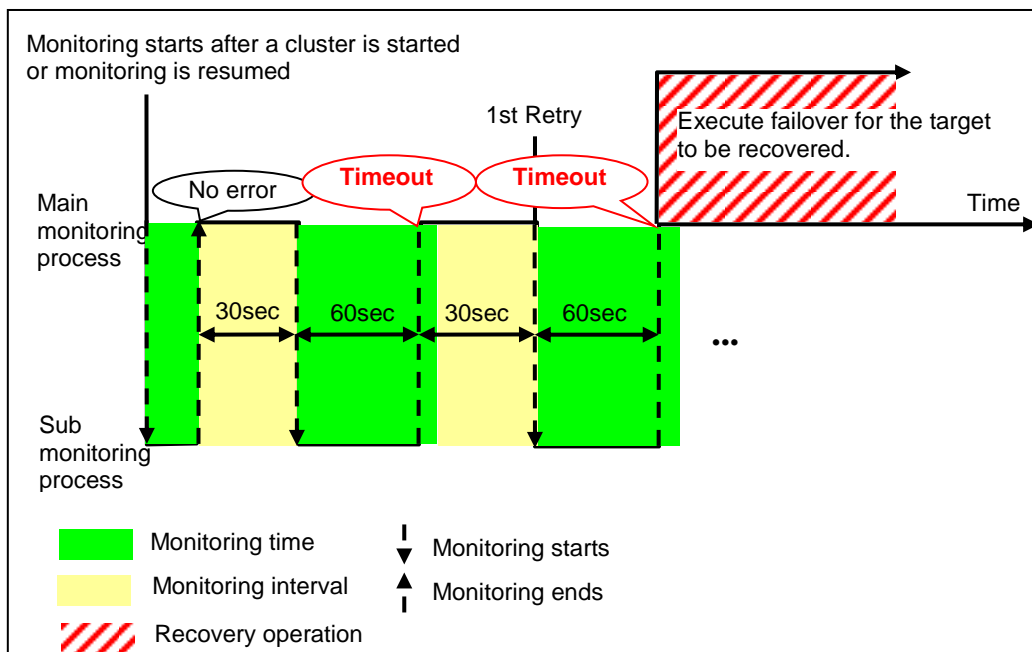 Monitoring starts after a cluster is started
or monitoring is resumed
1st Retry
Execute failover for the target
to be recovered.
No error
Timeout
Timeout
Main
monitoring
process
Time
30sec
60sec
30sec
60sec
...
Sub
monitoring
process
Monitoring time
Monitoring starts
Monitoring interval
Monitoring ends
Recovery operation